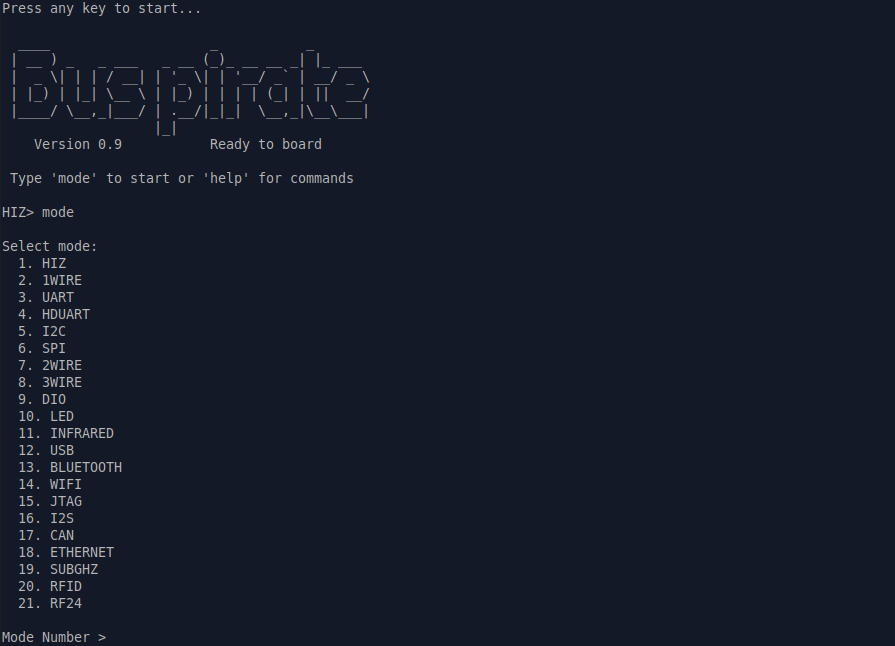 Press any key to start...
Buspirate
Version 0.9 Ready to board
Type 'mode' to start or 'help' for commands
HIZ> mode
Select mode:
1. HIZ
2. 1WIRE
3. UART
4. HDUART
5. I2C
6. SPI
7. 2WIRE
8. 3WIRE
9. DIO
10. LED
11. INFRARED
12. USB
13. BLUETOOTH
14. WIFI
15. JTAG
16. I2S
17. CAN
18. ETHERNET
19. SUBGHZ
20. RFID
21. RF24
Mode Number >